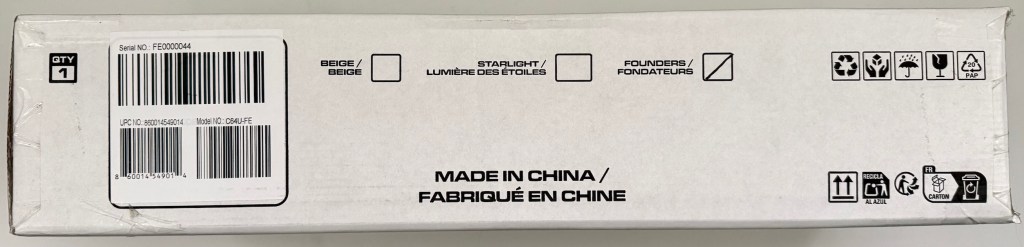 QTY
1
Serial NO.: FE0000044
UPC NO.: 860014549014
Model NO.: C64U-FE
8 60014 54901 4
BEIGE /
BEIGE
STARLIGHT /
LUMIÈRE DES ÉTOILES
FOUNDERS /
FONDATEURS
20
PAP
MADE IN CHINA /
FABRIQUÉ EN CHINE
RECICLA
AL AZUL
FR
CARTON